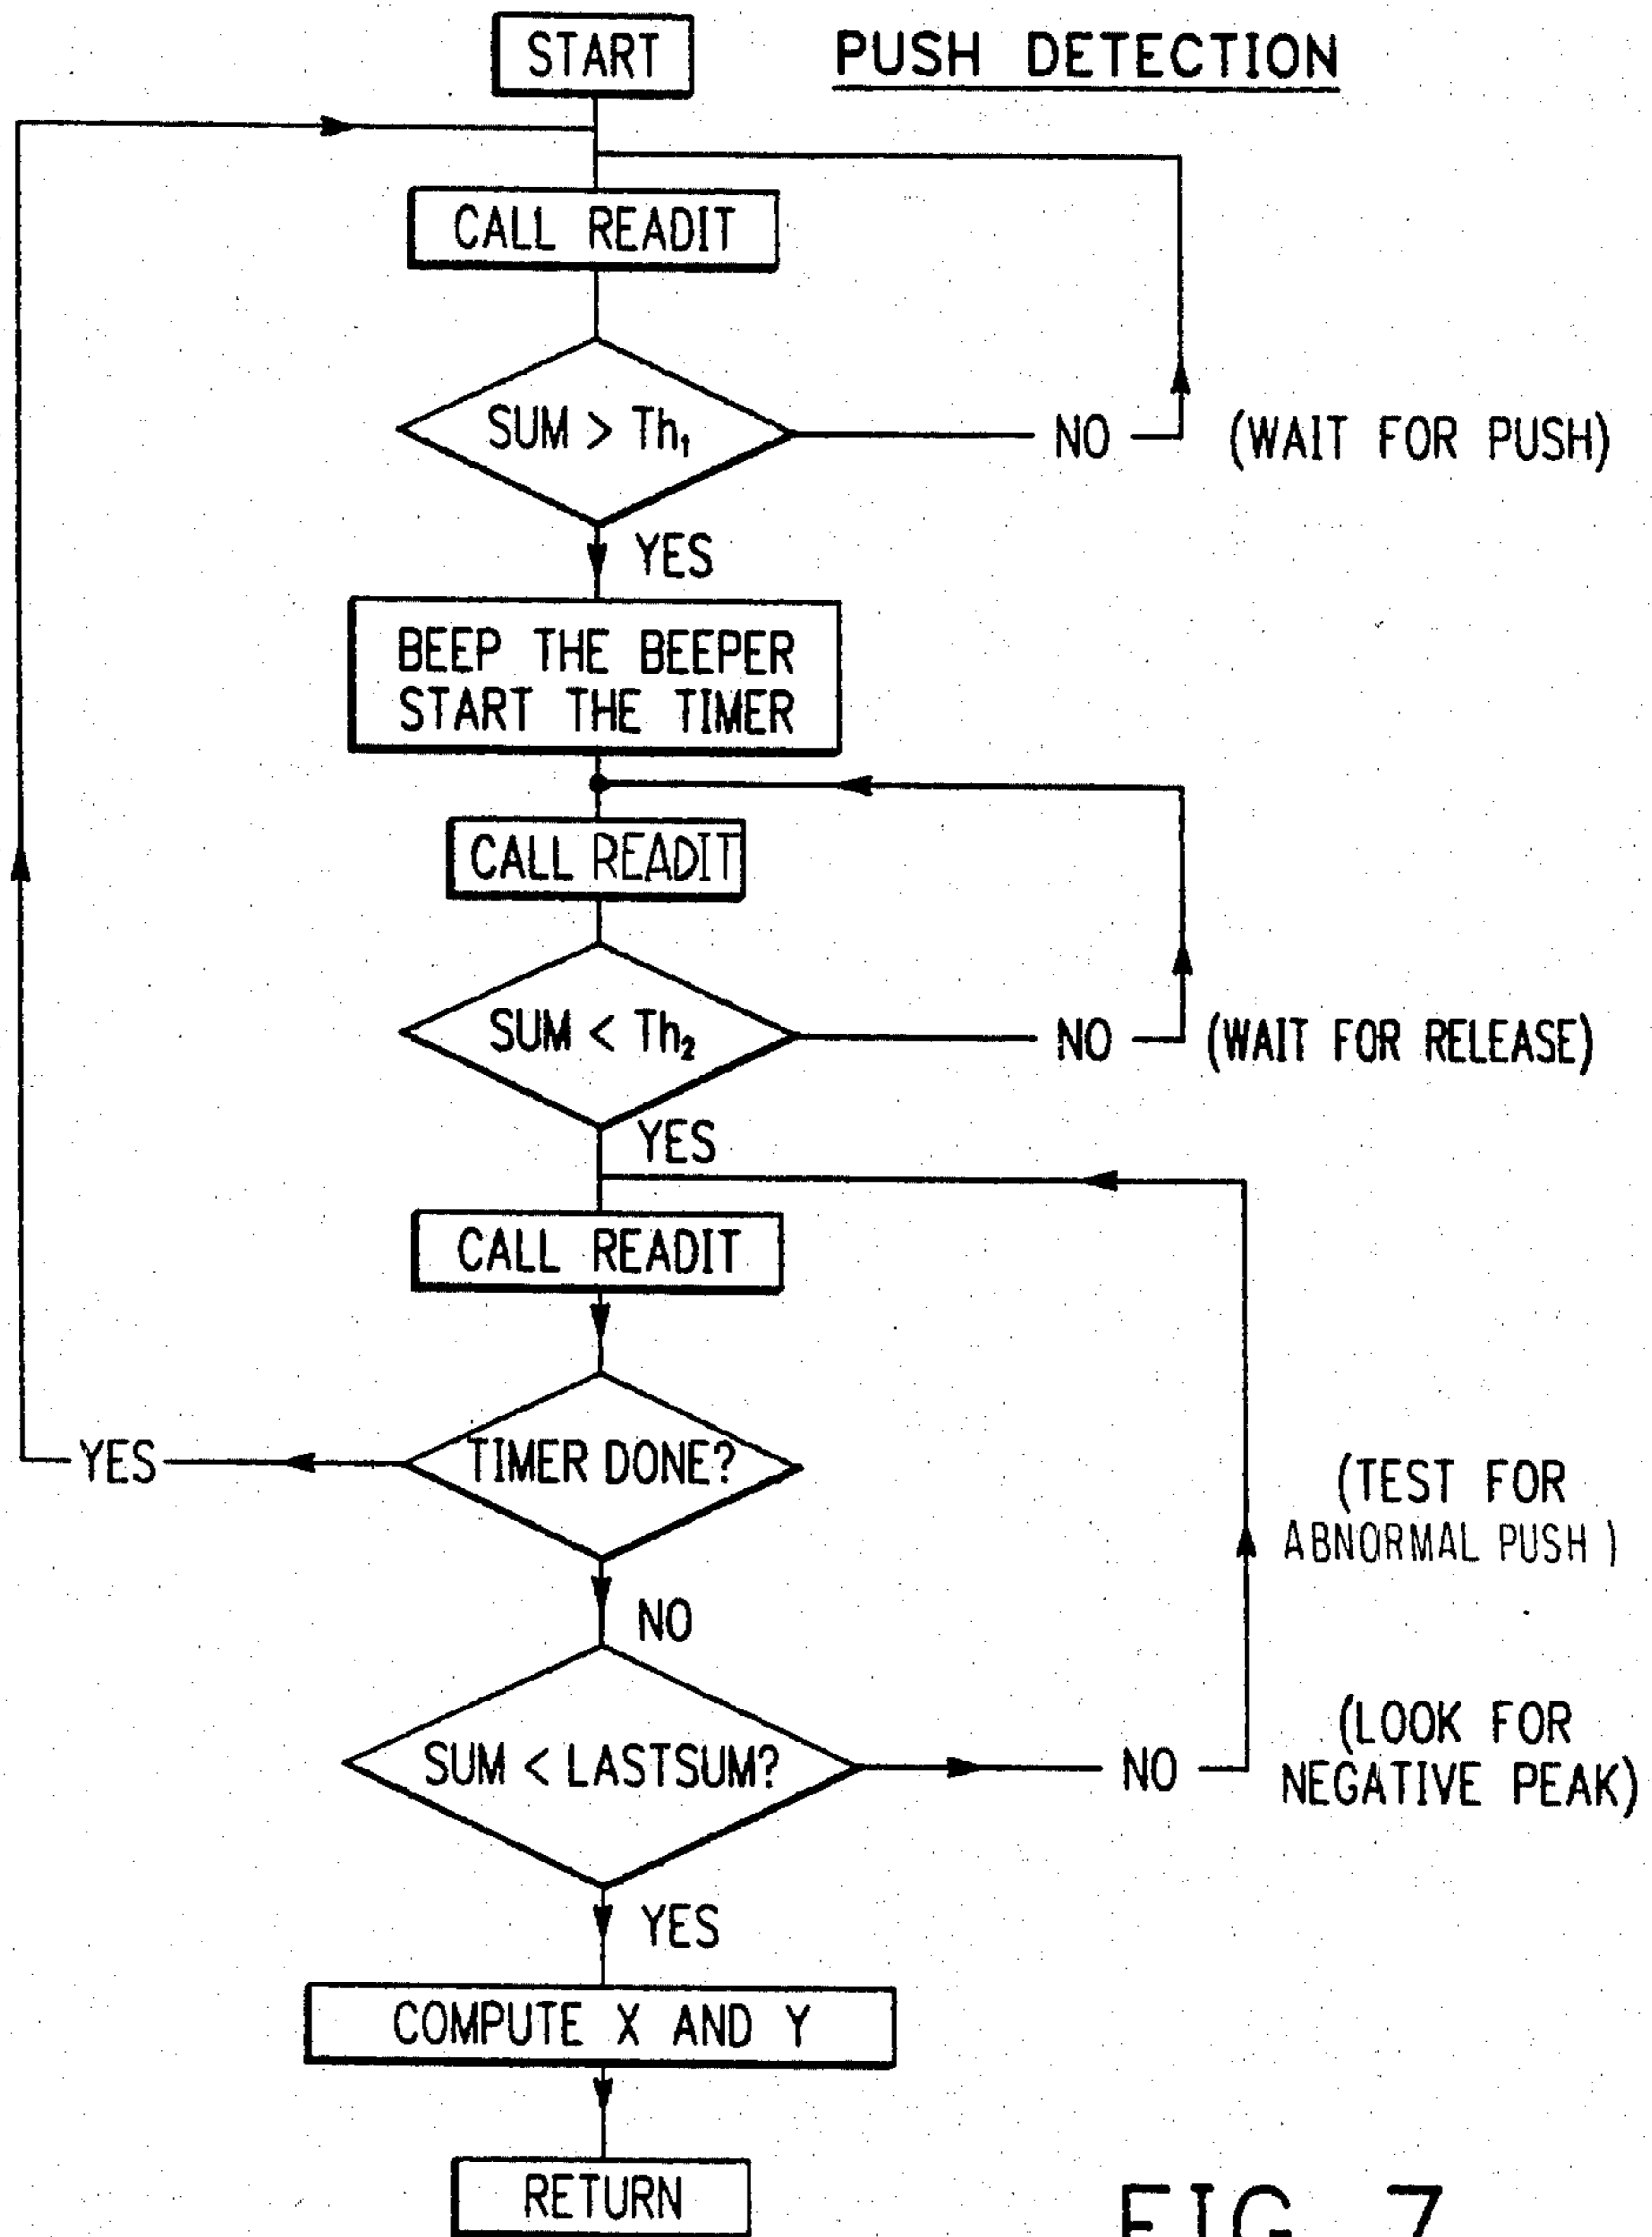 START
PUSH DETECTION
CALL READIT
SUM > Th₁
NO
(WAIT FOR PUSH)
YES
BEEP THE BEEPER
START THE TIMER
CALL READIT
SUM < Th₂
NO
(WAIT FOR RELEASE)
YES
CALL READIT
TIMER DONE?
YES
(TEST FOR
ABNORMAL PUSH )
NO
SUM < LASTSUM?
NO
(LOOK FOR
NEGATIVE PEAK)
YES
COMPUTE X AND Y
RETURN
FIG 7